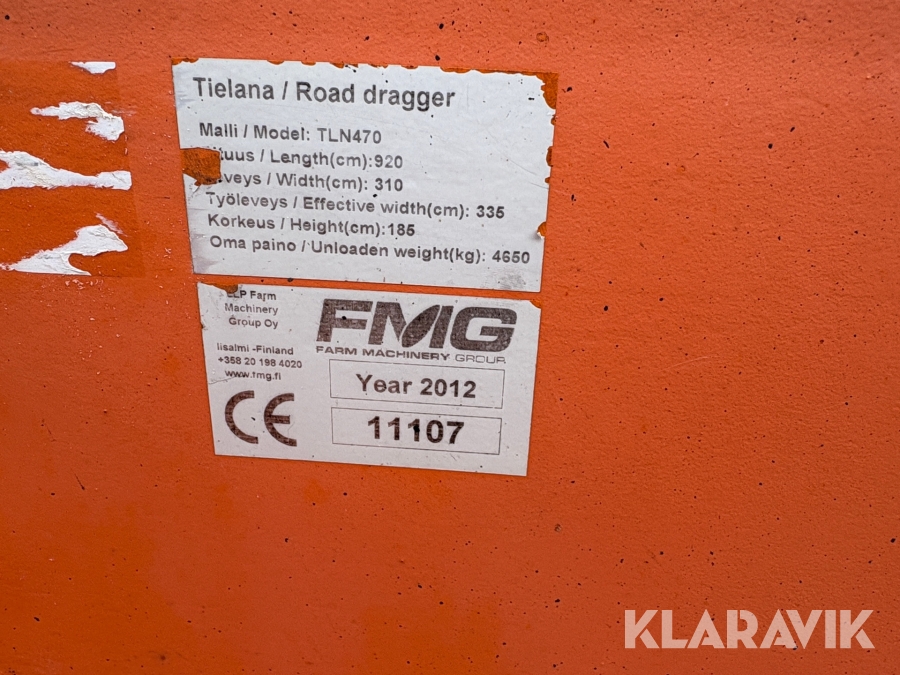 Tielana / Road dragger
Malli / Model: TLN470
/ Length(cm):920
/ Width(cm): 310
Työleveys / Effective width(cm): 335
Korkeus / Height(cm):185
Oma paino / Unloaden weight(kg): 4650
Farm
Machinery
Group Oy
Iisalmi -Finland
+358 20 198 4020
www.fmg.fi
CE
FMG
FARM MACHINERY GROUP
Year 2012
11107
KLARAVIK